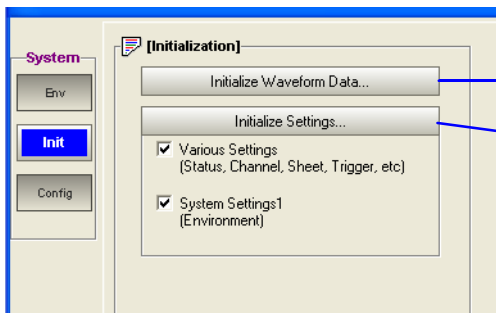 System
Env
Init
Config
[Initialization]
Initialize Waveform Data...
Initialize Settings...
Various Settings
(Status, Channel, Sheet, Trigger, etc)
System Settings1
(Environment)